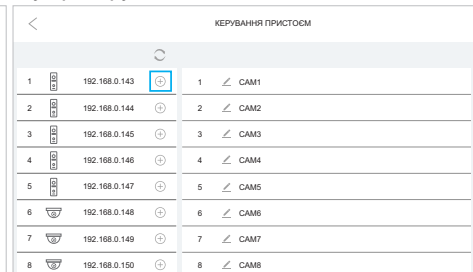 КЕРУВАННЯ ПРИСТОЄМ
1 192.168.0.143 1 CAM1
2 192.168.0.144 2 CAM2
3 192.168.0.145 3 CAM3
4 192.168.0.146 4 CAM4
5 192.168.0.147 5 CAM5
6 192.168.0.148 6 CAM6
7 192.168.0.149 7 CAM7
8 192.168.0.150 8 CAM8